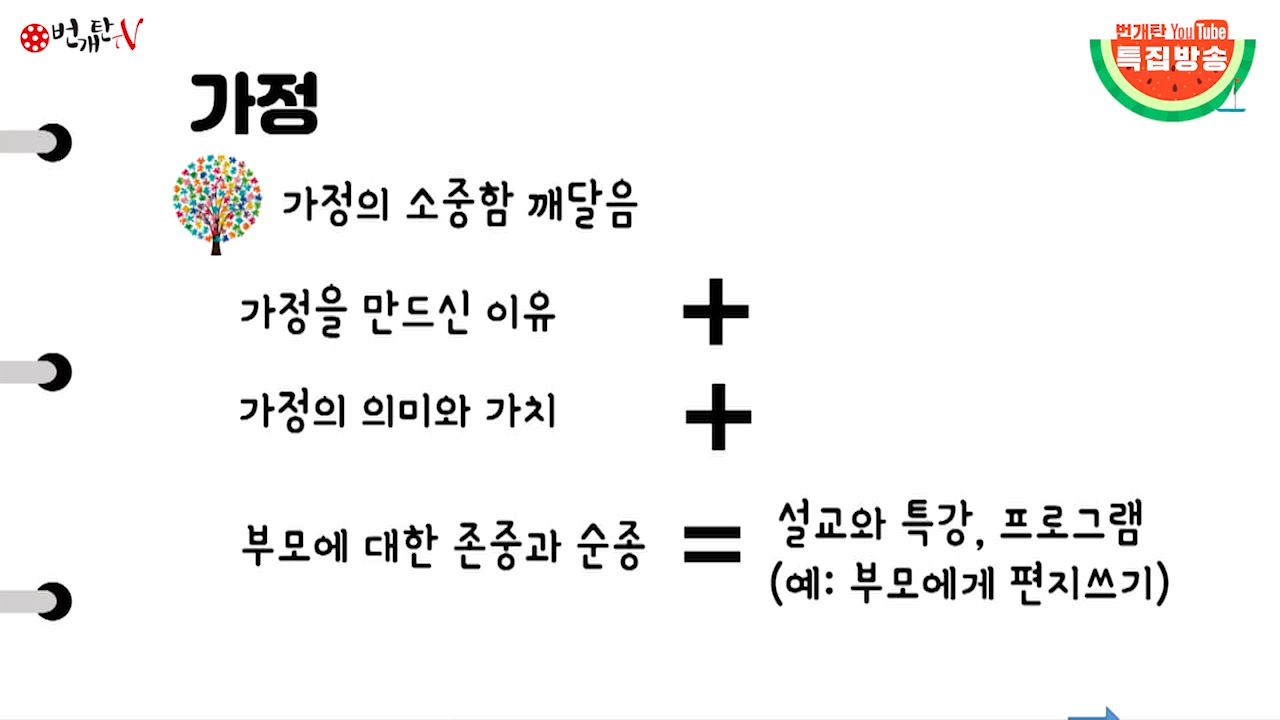 번개탄TV
번개탄 YouTube
특집방송
가정
가정의 소중함 깨달음
가정을 만드신 이유 +
가정의 의미와 가치 +
부모에 대한 존중과 순종 = 설교와 특강, 프로그램
(예: 부모에게 편지쓰기)